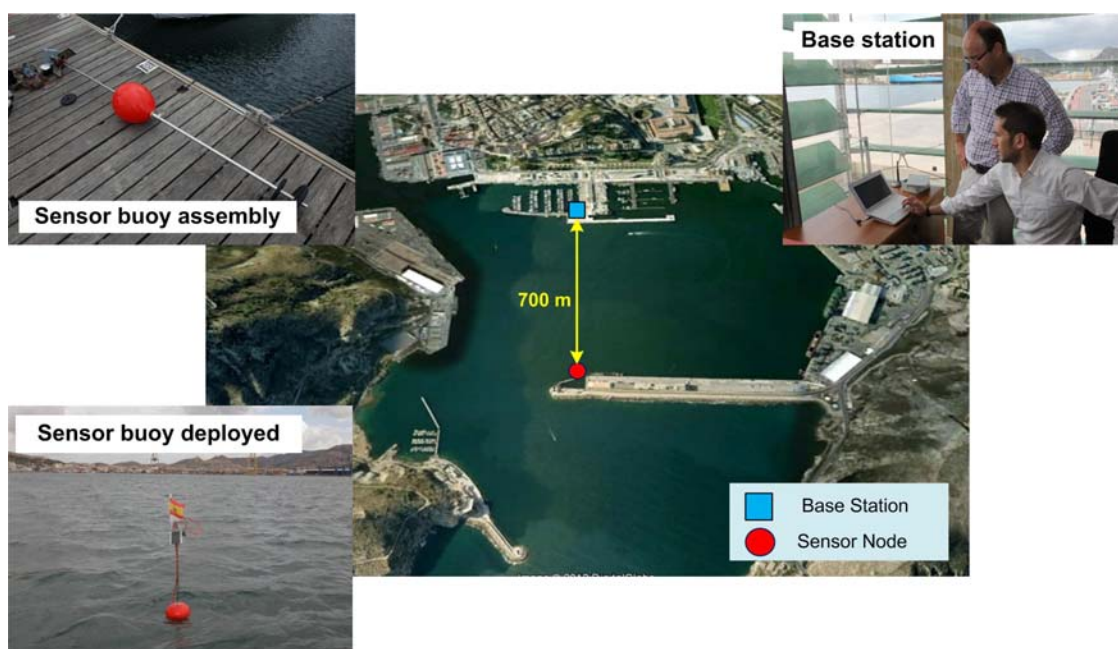 Base station
Sensor buoy assembly
700 m
Sensor buoy deployed
Base Station
Sensor Node